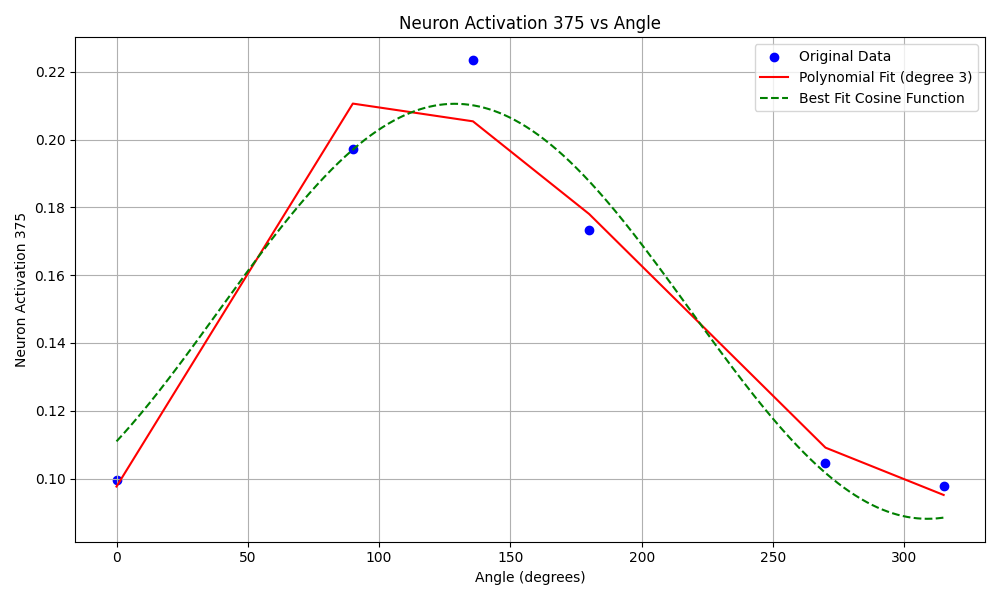 Neuron Activation 375 vs Angle
Original Data
Polynomial Fit (degree 3)
Best Fit Cosine Function
Neuron Activation 375
0.22
0.20
0.18
0.16
0.14
0.12
0.10
0
50
100
150
200
250
300
Angle (degrees)